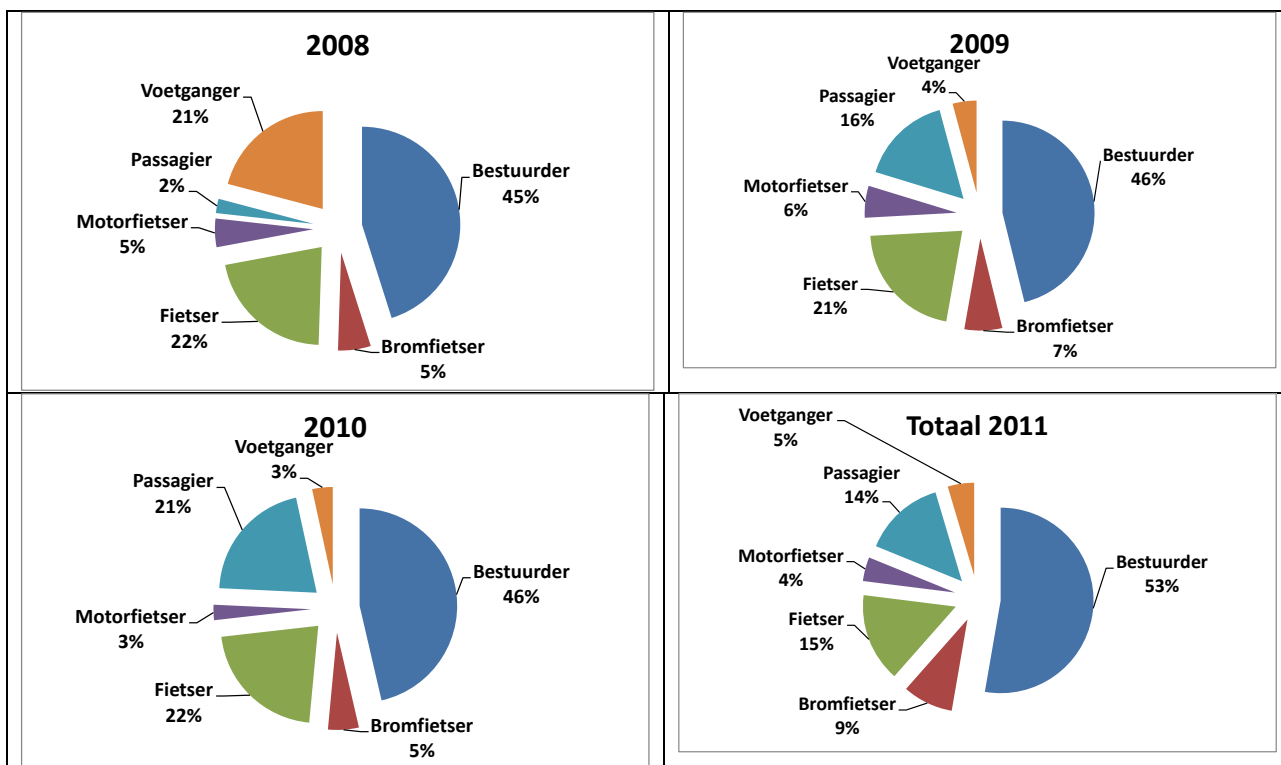 2008
Voetganger
21%
Passagier
2%
Motorfietser
5%
Fietser
22%
Bromfietser
5%
Bestuurder
45%
2009
Voetganger
4%
Passagier
16%
Motorfietser
6%
Fietser
21%
Bromfietser
7%
Bestuurder
46%
2010
Voetganger
3%
Passagier
21%
Motorfietser
3%
Fietser
22%
Bromfietser
5%
Bestuurder
46%
Totaal 2011
Voetganger
5%
Passagier
14%
Motorfietser
4%
Fietser
15%
Bromfietser
9%
Bestuurder
53%